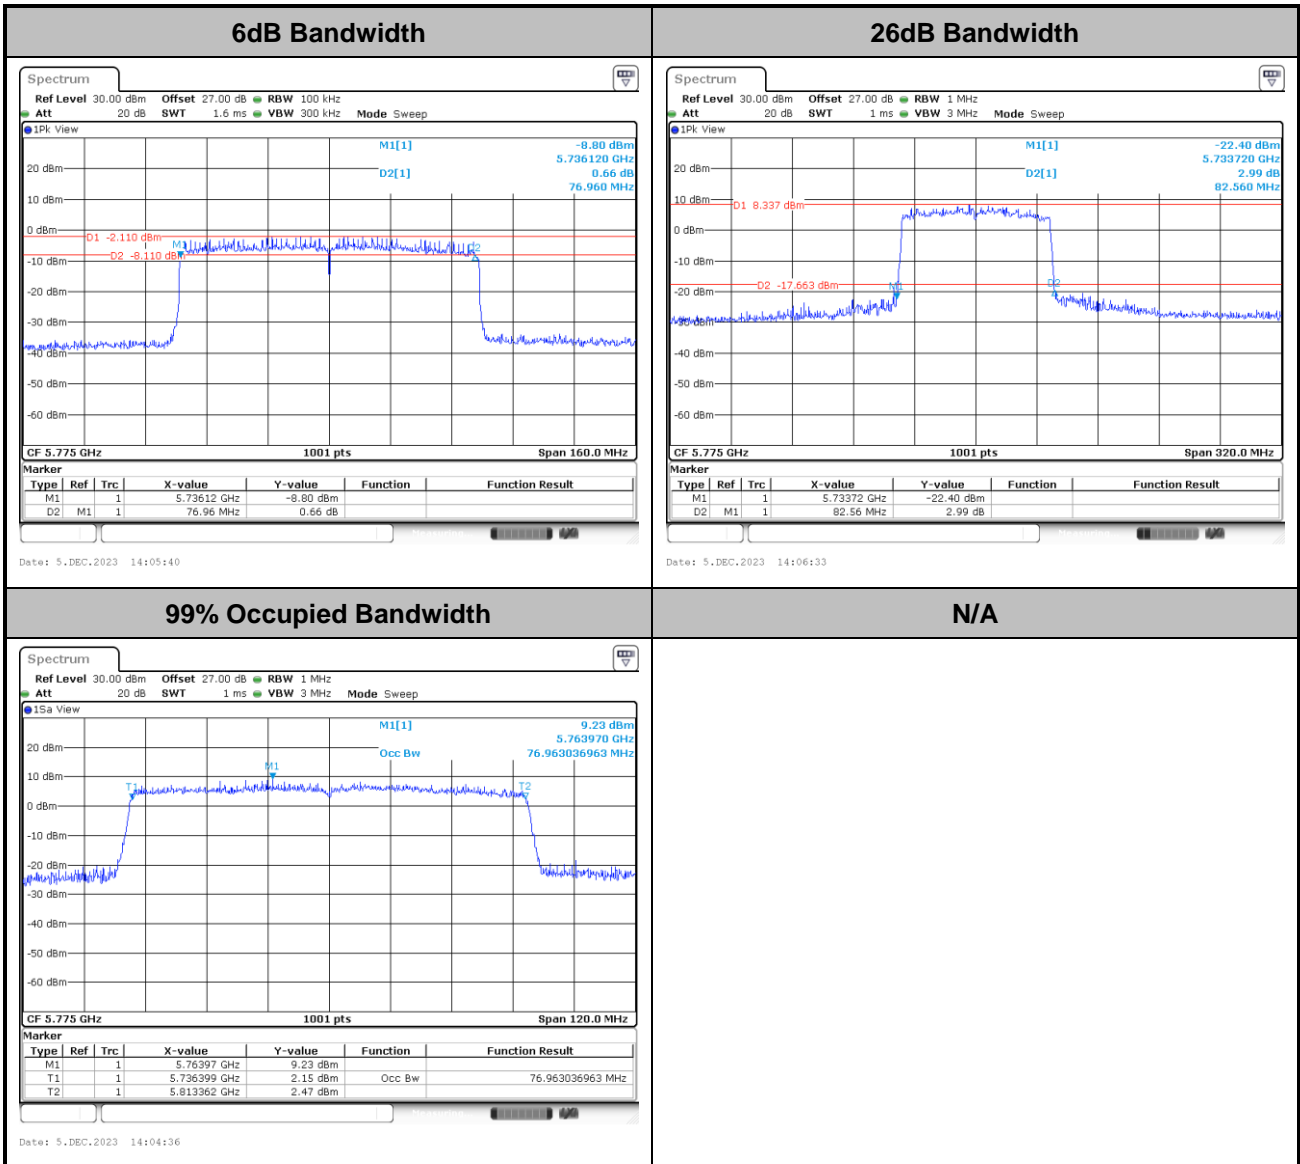 6dB Bandwidth
26dB Bandwidth
Spectrum
Ref Level 30.00 dBm Offset 27.00 dB RBW 100 kHz
Att 20 dB SWT 1.6 ms VBW 300 kHz Mode Sweep
1Pk View
M1[1] -8.80 dBm
5.736120 GHz
D2[1] 0.66 dB
76.960 MHz
20 dBm
10 dBm
0 dBm
D1 -2.110 dBm
M1
D2
D2 -8.110 dBm
-10 dBm
-20 dBm
-30 dBm
-40 dBm
-50 dBm
-60 dBm
CF 5.775 GHz 1001 pts Span 160.0 MHz
Marker
Type Ref Trc X-value Y-value Function Function Result
M1 1 5.73612 GHz -8.80 dBm
D2 M1 1 76.96 MHz 0.66 dB
Measuring...
Date: 5.DEC.2023 14:05:40
Spectrum
Ref Level 30.00 dBm Offset 27.00 dB RBW 1 MHz
Att 20 dB SWT 1 ms VBW 3 MHz Mode Sweep
1Pk View
M1[1] -22.40 dBm
5.733720 GHz
D2[1] 2.99 dB
82.560 MHz
20 dBm
10 dBm
D1 8.337 dBm
0 dBm
-10 dBm
D2 -17.663 dBm
M1
D2
-20 dBm
-30 dBm
-40 dBm
-50 dBm
-60 dBm
CF 5.775 GHz 1001 pts Span 320.0 MHz
Marker
Type Ref Trc X-value Y-value Function Function Result
M1 1 5.73372 GHz -22.40 dBm
D2 M1 1 82.56 MHz 2.99 dB
Measuring...
Date: 5.DEC.2023 14:06:33
99% Occupied Bandwidth
N/A
Spectrum
Ref Level 30.00 dBm Offset 27.00 dB RBW 1 MHz
Att 20 dB SWT 1 ms VBW 3 MHz Mode Sweep
1Sa View
M1[1] 9.23 dBm
5.763970 GHz
Occ Bw 76.963036963 MHz
20 dBm
M1
10 dBm
T1
T2
0 dBm
-10 dBm
-20 dBm
-30 dBm
-40 dBm
-50 dBm
-60 dBm
CF 5.775 GHz 1001 pts Span 120.0 MHz
Marker
Type Ref Trc X-value Y-value Function Function Result
M1 1 5.76397 GHz 9.23 dBm
T1 1 5.736399 GHz 2.15 dBm Occ Bw 76.963036963 MHz
T2 1 5.813362 GHz 2.47 dBm
Measuring...
Date: 5.DEC.2023 14:04:36